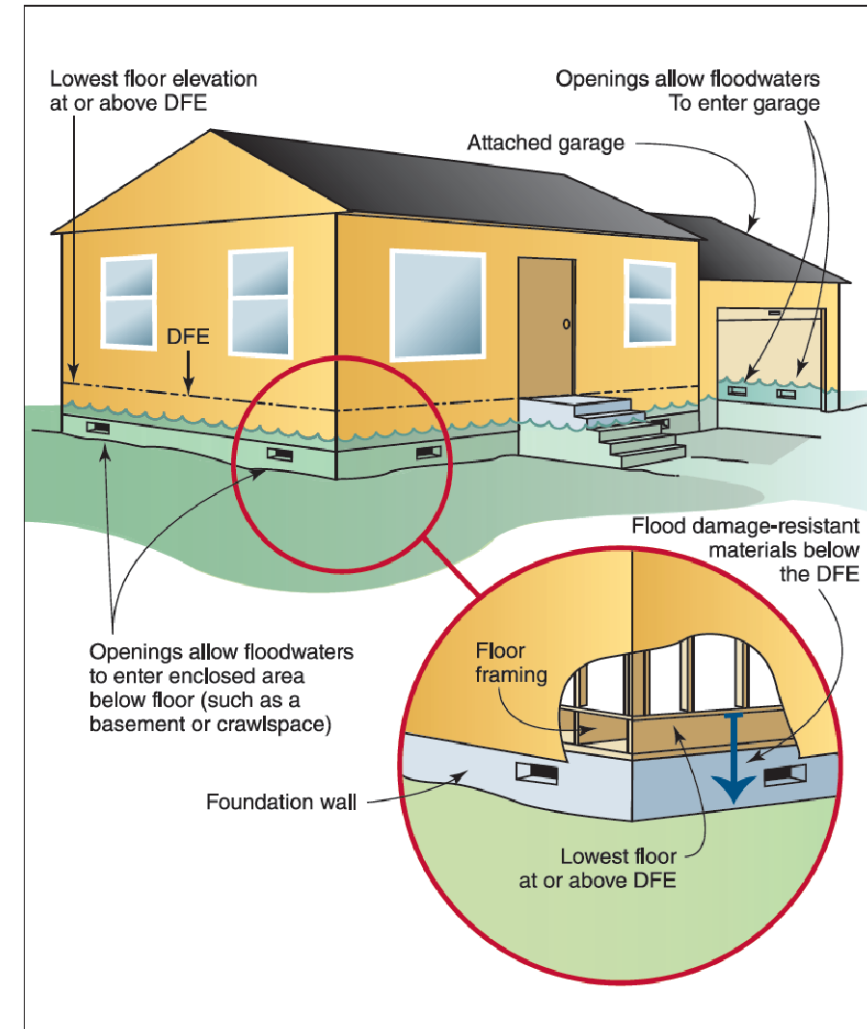 Lowest floor elevation
at or above DFE
Openings allow floodwaters
To enter garage
Attached garage
DFE
Flood damage-resistant
materials below
the DFE
Openings allow floodwaters
to enter enclosed area
below floor (such as a
basement or crawlspace)
Floor
framing
Foundation wall
Lowest floor
at or above DFE